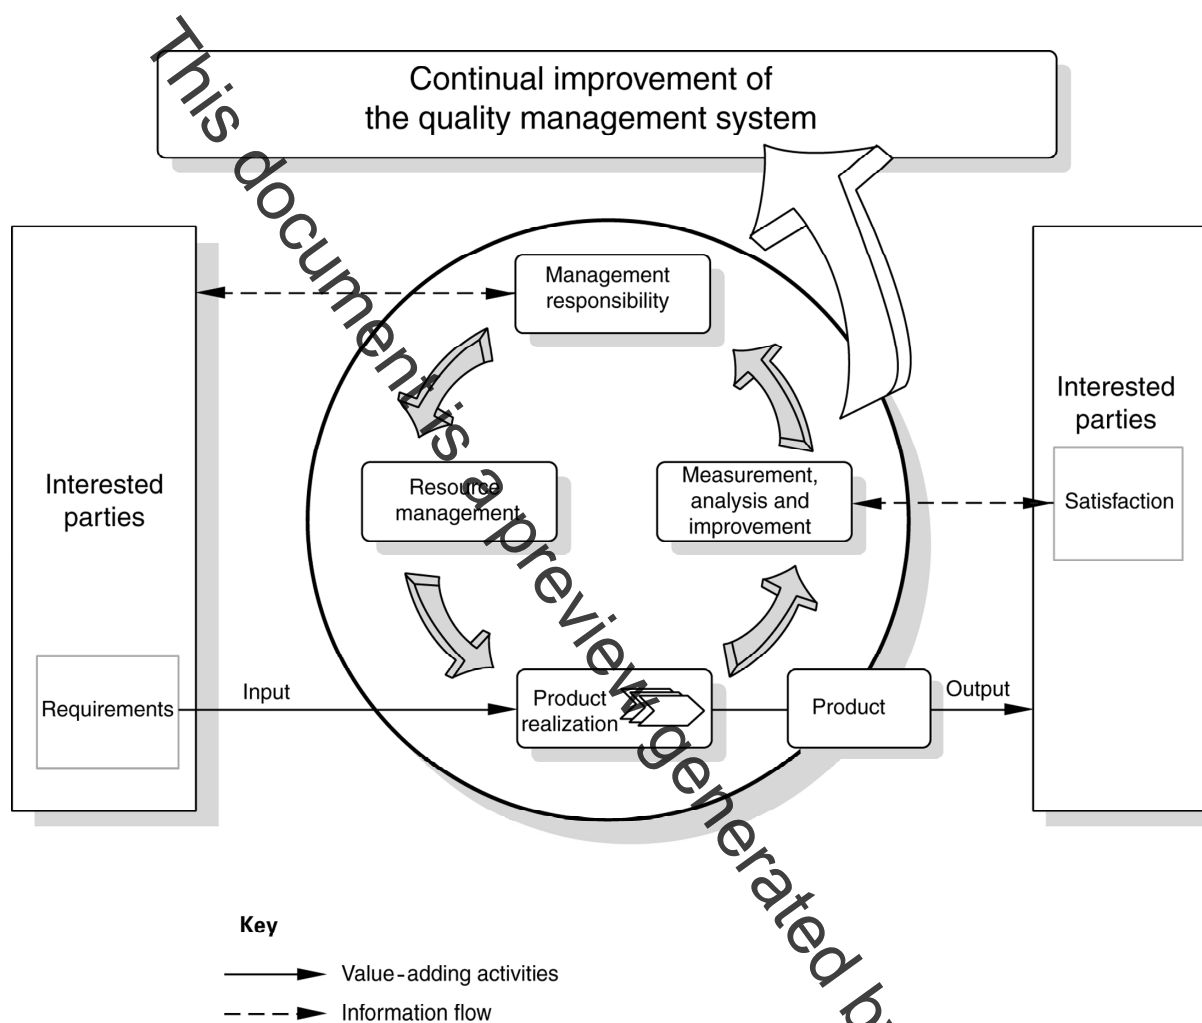 Continual improvement of
the quality management system
Management
responsibility
Interested
parties
Resource
management
Measurement,
analysis and
improvement
Interested
parties
Satisfaction
Requirements
Input
Product
realization
Product
Output
Key
Value-adding activities
Information flow
This document is a preview generated by